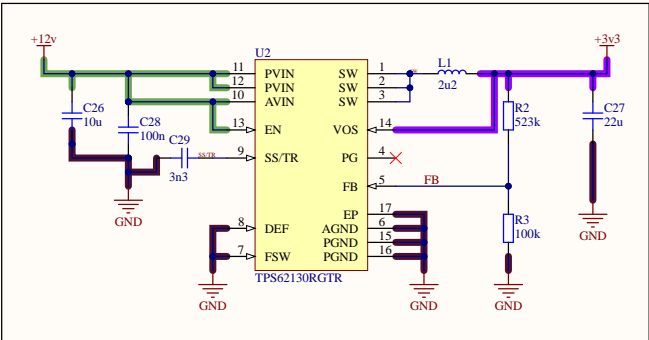 +12v
+3v3
U2
11 PVIN SW 1
12 PVIN SW 2
10 AVIN SW 3
L1
2u2
C26
10u
C28
100n
C29
3n3
SS/TR
13 EN VOS 14
9 SS/TR PG 4
FB 5 FB
R2
523k
C27
22u
EP 17
8 DEF AGND 6
PGND 15
7 FSW PGND 16
R3
100k
TPS62130RGTR
GND
GND
GND
GND
GND